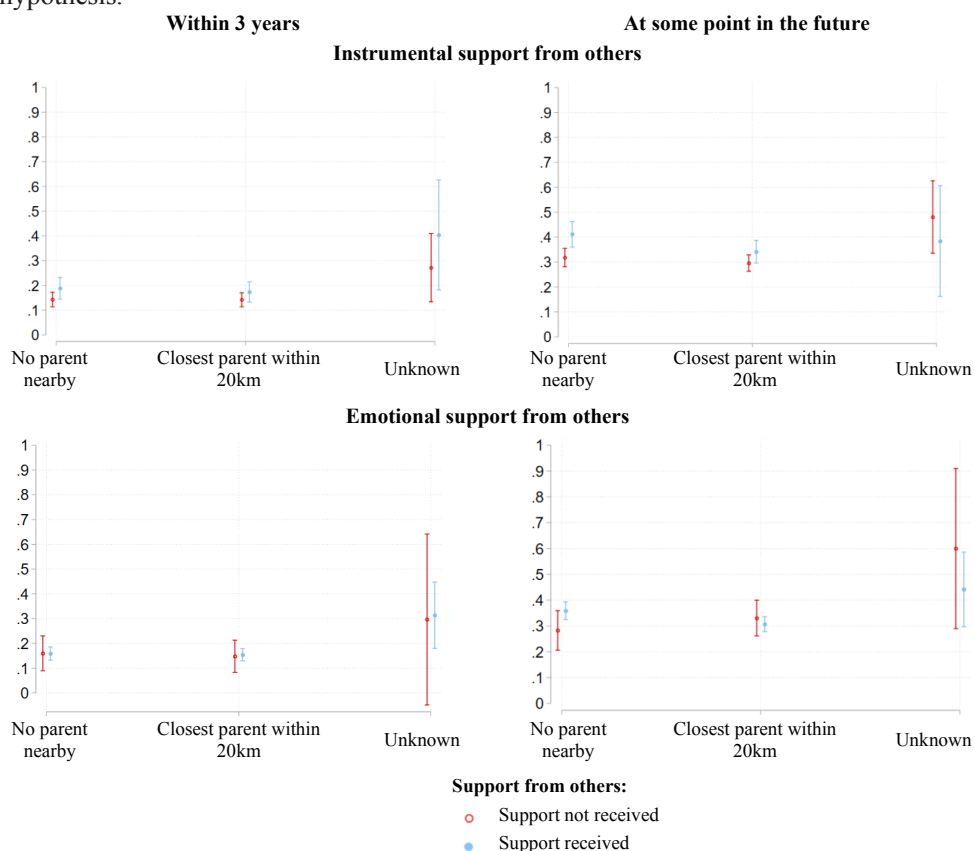 hypothesis.
Within 3 years At some point in the future
Instrumental support from others
1 1
.9 .9
.8 .8
.7 .7
.6 .6
.5 .5
.4 .4
.3 .3
.2 .2
.1 .1
0 0
No parent Closest parent within Unknown No parent Closest parent within Unknown
nearby 20km nearby 20km
Emotional support from others
1 1
.9 .9
.8 .8
.7 .7
.6 .6
.5 .5
.4 .4
.3 .3
.2 .2
.1 .1
0 0
No parent Closest parent within Unknown No parent Closest parent within Unknown
nearby 20km nearby 20km
Support from others:
Support not received
Support received